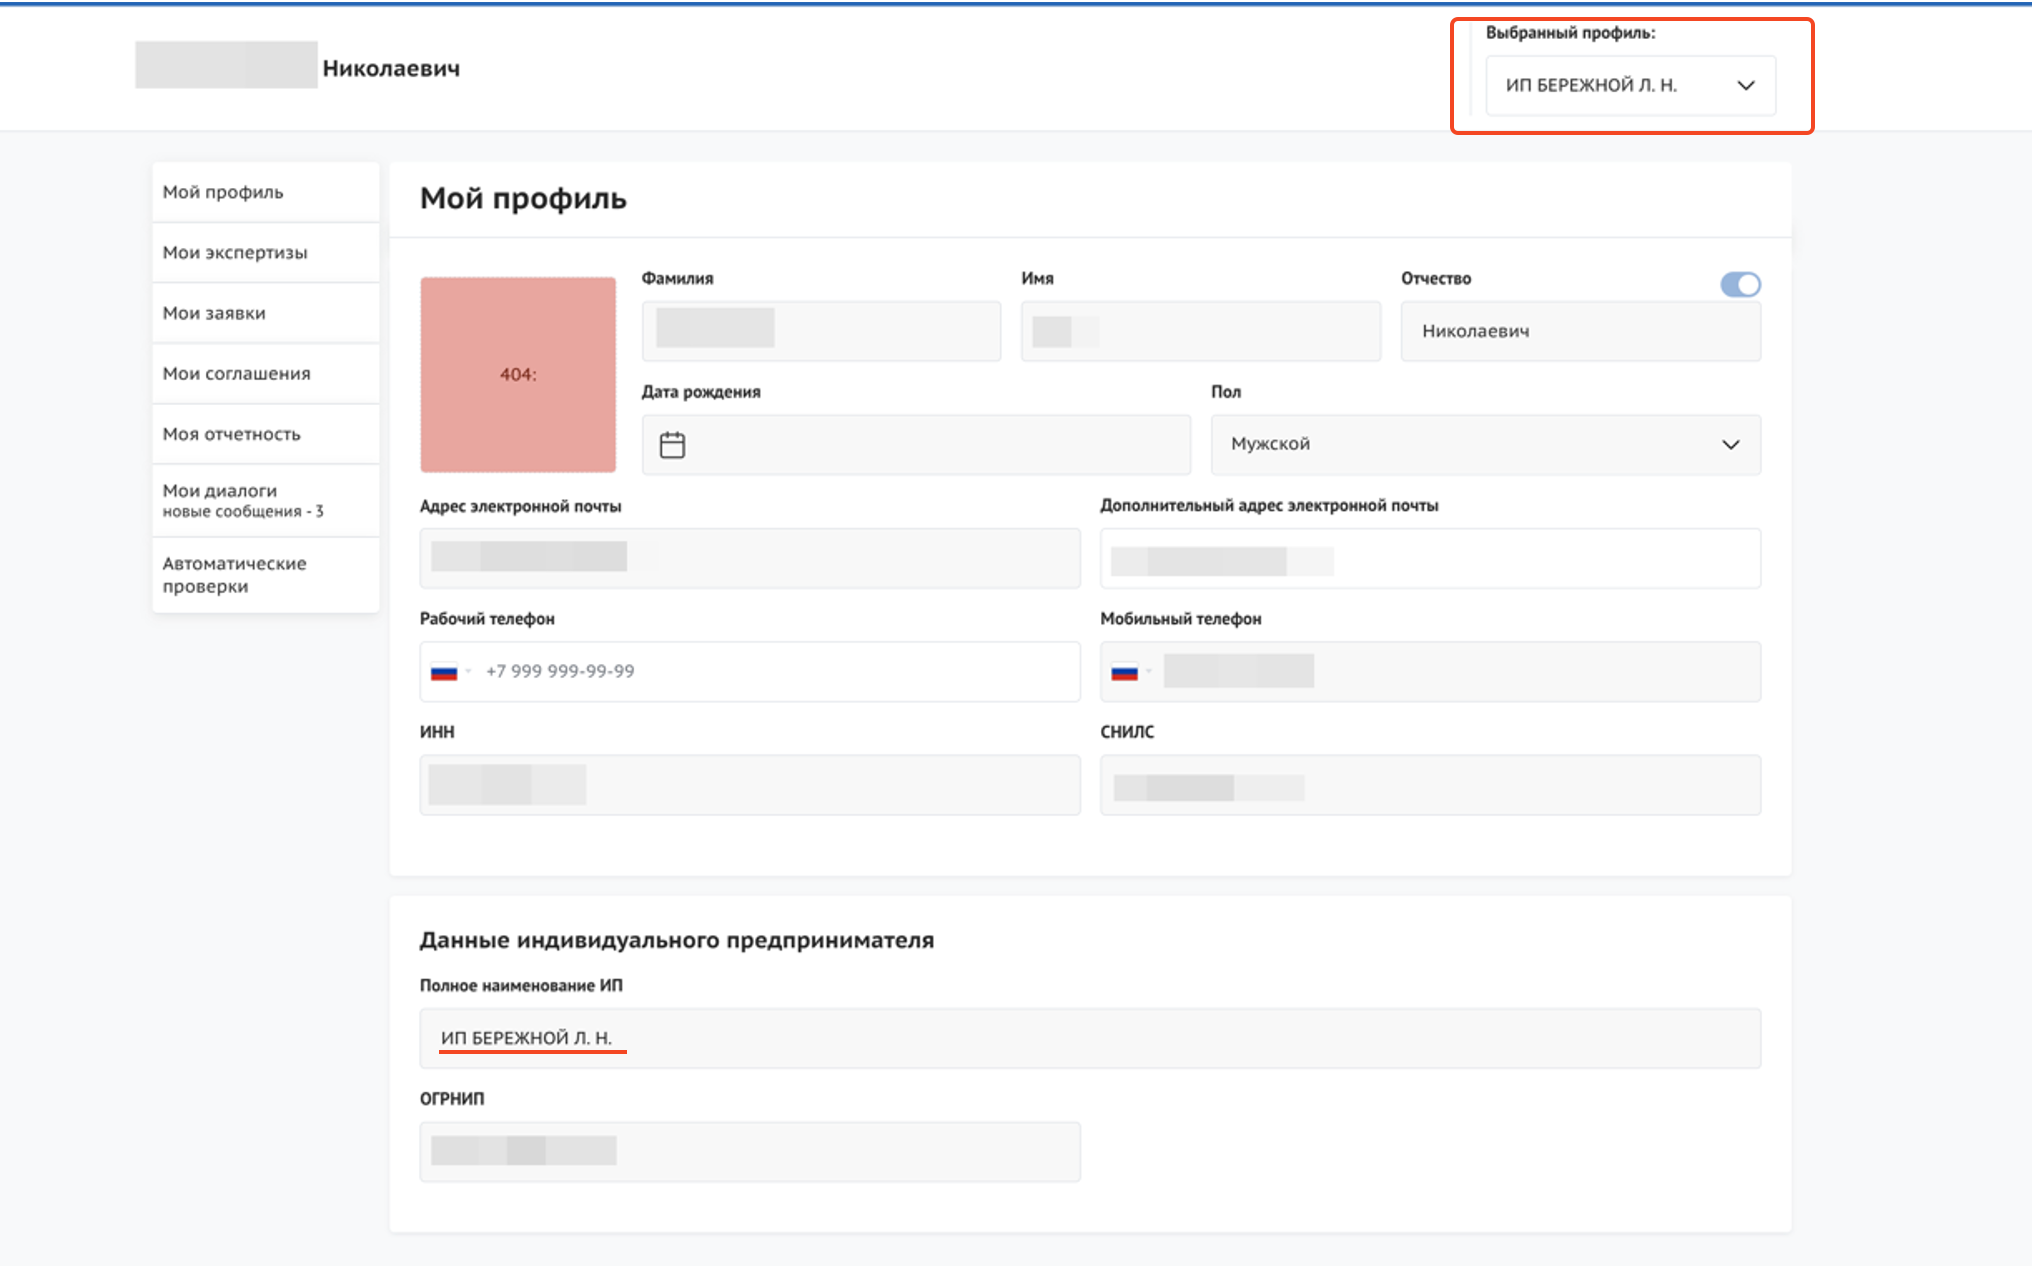 Николаевич
Выбранный профиль:
ИП БЕРЕЖНОЙ Л. Н.
Мой профиль
Мои экспертизы
Мои заявки
Мои соглашения
Моя отчетность
Мои диалоги
новые сообщения - 3
Автоматические
проверки
Мой профиль
404:
Фамилия
Имя
Отчество
Николаевич
Дата рождения
Пол
Мужской
Адрес электронной почты
Дополнительный адрес электронной почты
Рабочий телефон
Мобильный телефон
+7 999 999-99-99
ИНН
СНИЛС
Данные индивидуального предпринимателя
Полное наименование ИП
ИП БЕРЕЖНОЙ Л. Н.
ОГРНИП